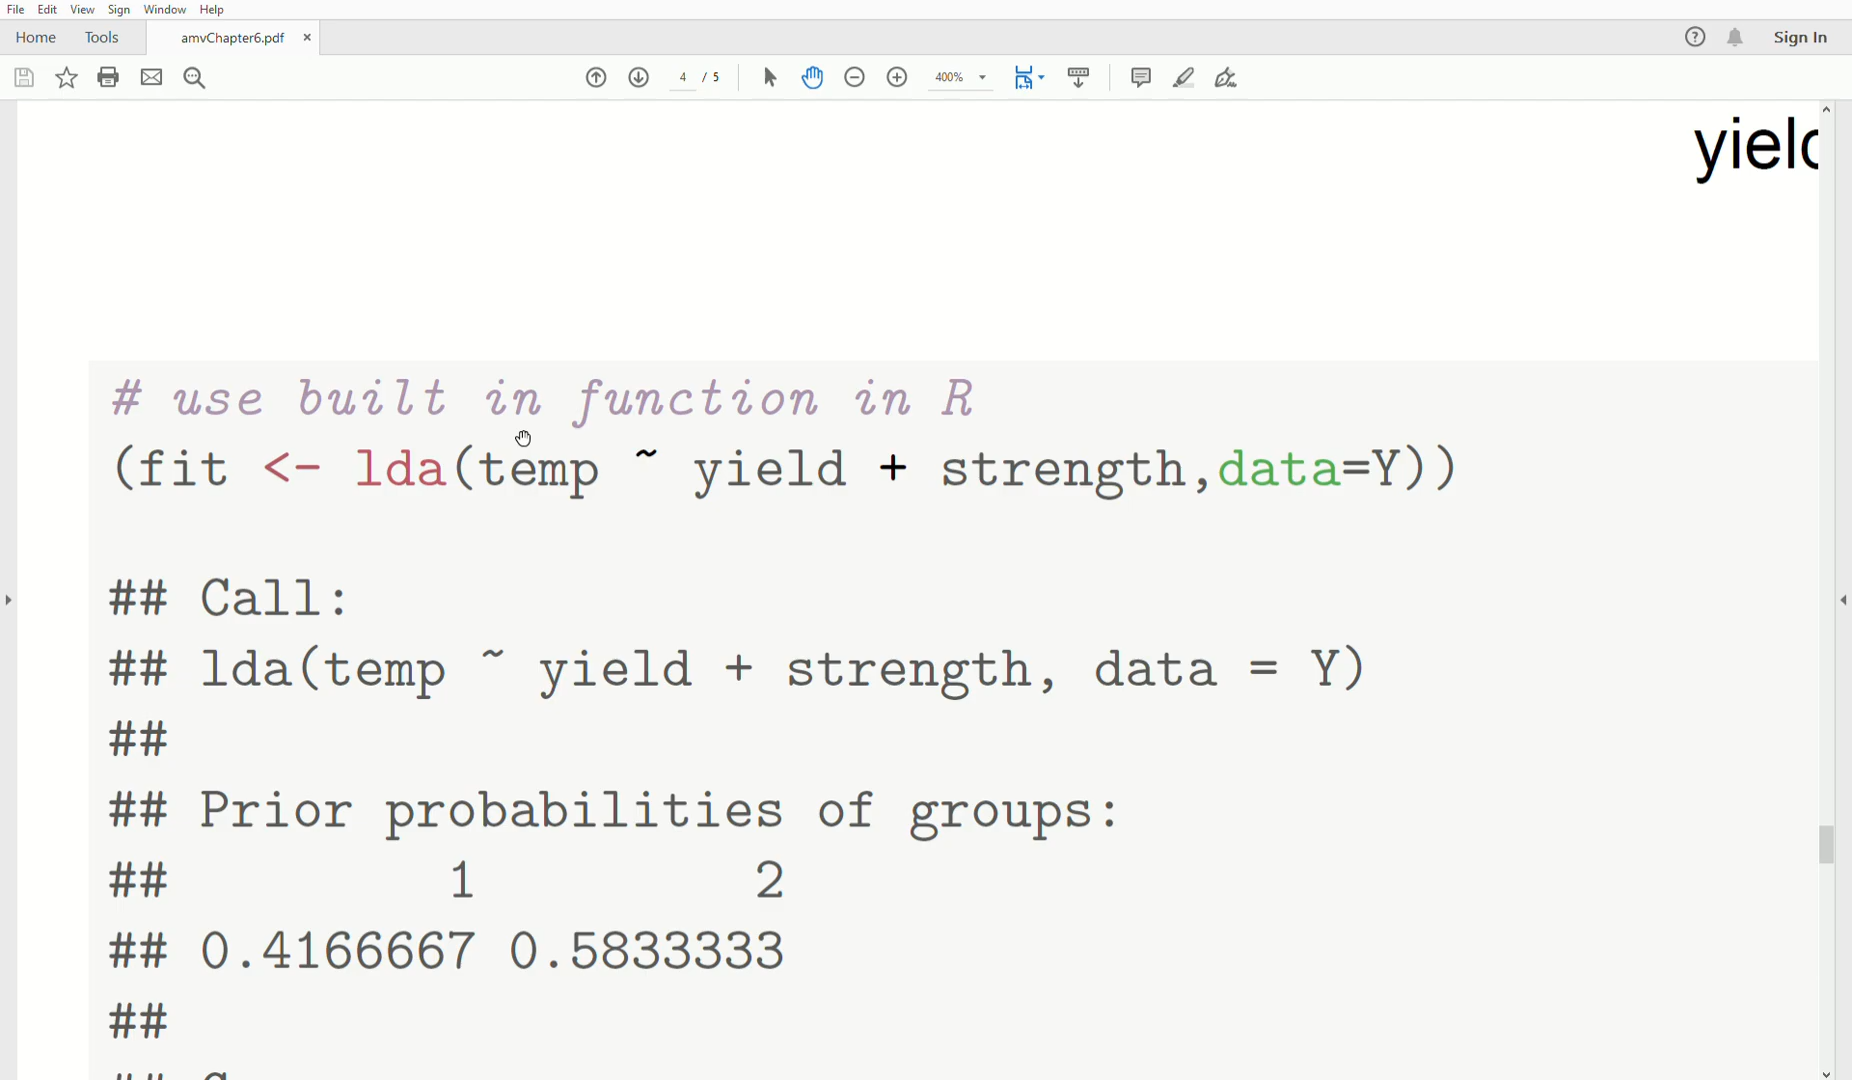 File Edit View Sign Window Help
Home Tools amvChapter6.pdf × Sign In
4 / 5 400%
# use built in function in R
(fit <- lda(temp ~ yield + strength,data=Y))
## Call:
## lda(temp ~ yield + strength, data = Y)
##
## Prior probabilities of groups:
## 1 2
## 0.4166667 0.5833333
##